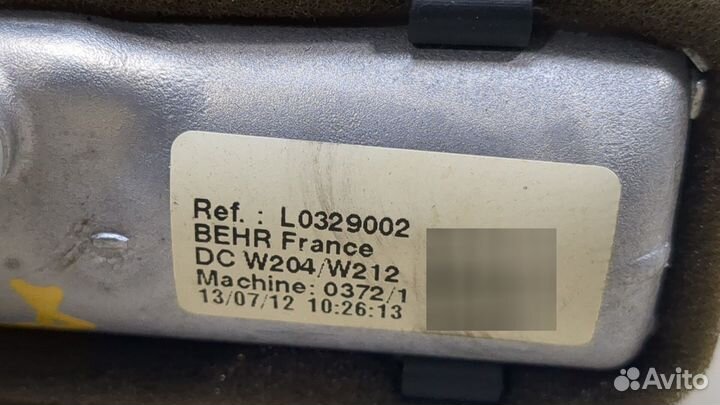 Ref. : L0329002
BEHR France
DC W204/W212
Machine: 0372/1
13/07/12 10:26:13
Avito